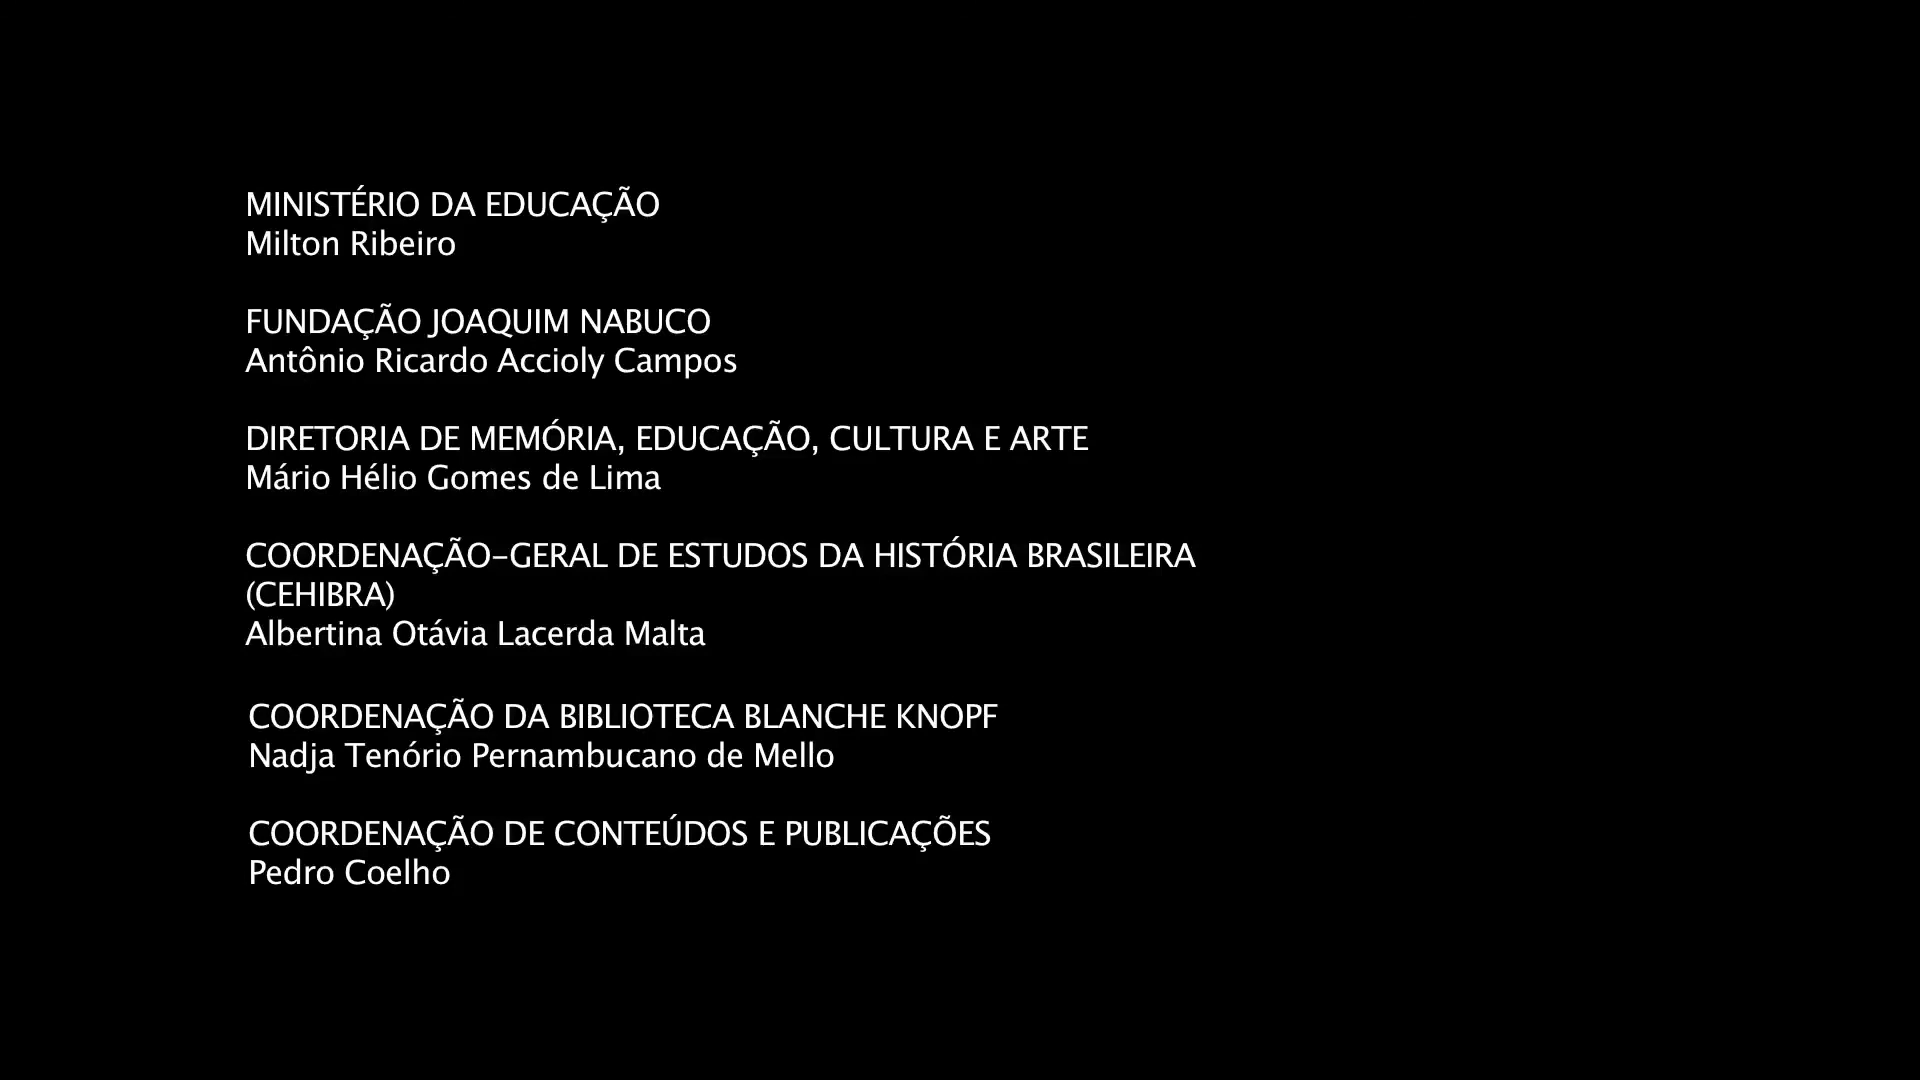 MINISTÉRIO DA EDUCAÇÃO
Milton Ribeiro
FUNDAÇÃO JOAQUIM NABUCO
Antônio Ricardo Accioly Campos
DIRETORIA DE MEMÓRIA, EDUCAÇÃO, CULTURA E ARTE
Mário Hélio Gomes de Lima
COORDENAÇÃO–GERAL DE ESTUDOS DA HISTÓRIA BRASILEIRA
(CEHIBRA)
Albertina Otávia Lacerda Malta
COORDENAÇÃO DA BIBLIOTECA BLANCHE KNOPF
Nadja Tenório Pernambucano de Mello
COORDENAÇÃO DE CONTEÚDOS E PUBLICAÇÕES
Pedro Coelho